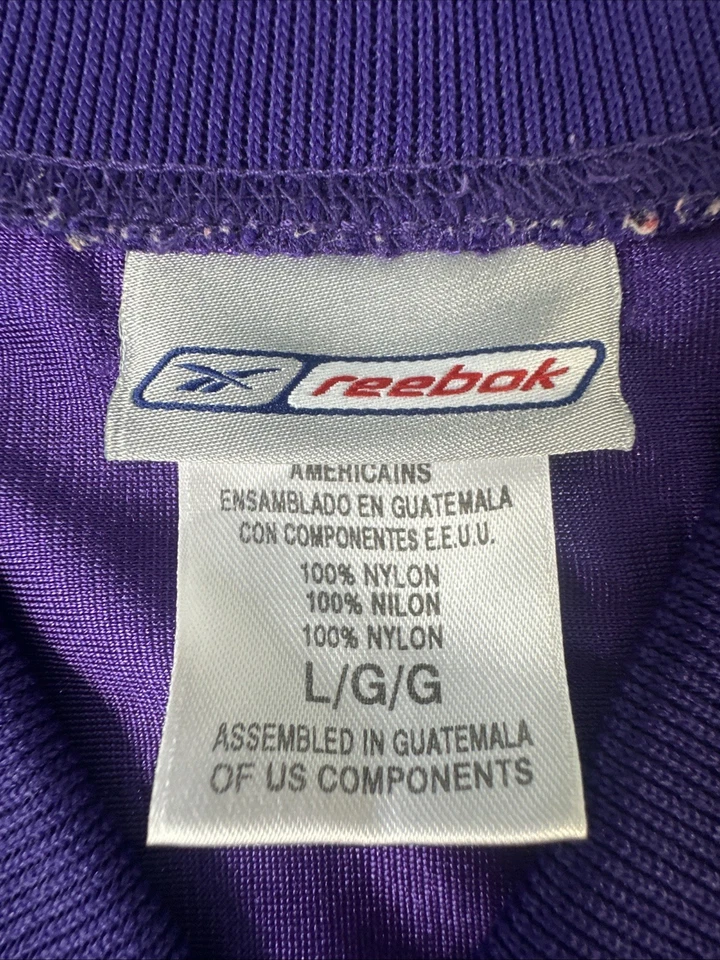 reebok
AMERICAINS
ENSAMBLADO EN GUATEMALA
CON COMPONENTES E.E.U.U.
100% NYLON
100% NILON
100% NYLON
L/G/G
ASSEMBLED IN GUATEMALA
OF US COMPONENTS